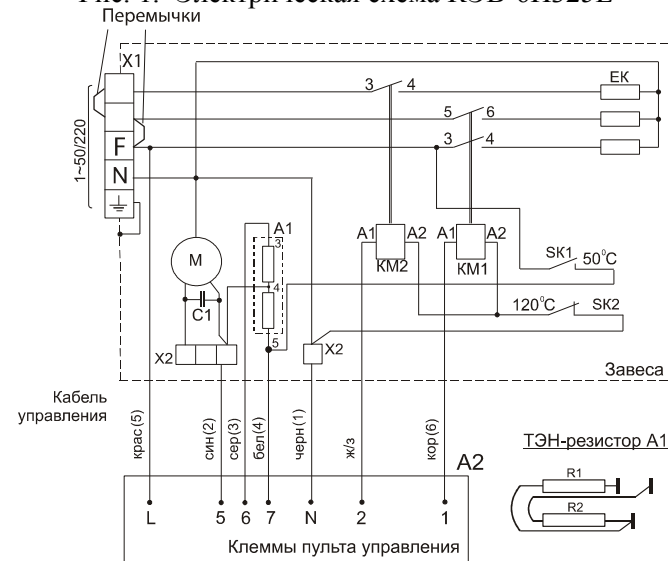 Рис. 1. Электрическая схема КЭВ-6П323Е
Перемычки
X1
1~50/220
F
N
3 4
EK
5 6
3 4
M
C1
A1
3
4
5
A1 A2
KM2
A1 A2
KM1
SK1 50°C
120°C SK2
X2
X2
Завеса
Кабель
управления
крас(5)
син(2)
сер(3)
бел(4)
черн(1)
ж/з
кор(6)
A2
ТЭН-резистор А1
R1
R2
L 5 6 7 N 2 1
Клеммы пульта управления